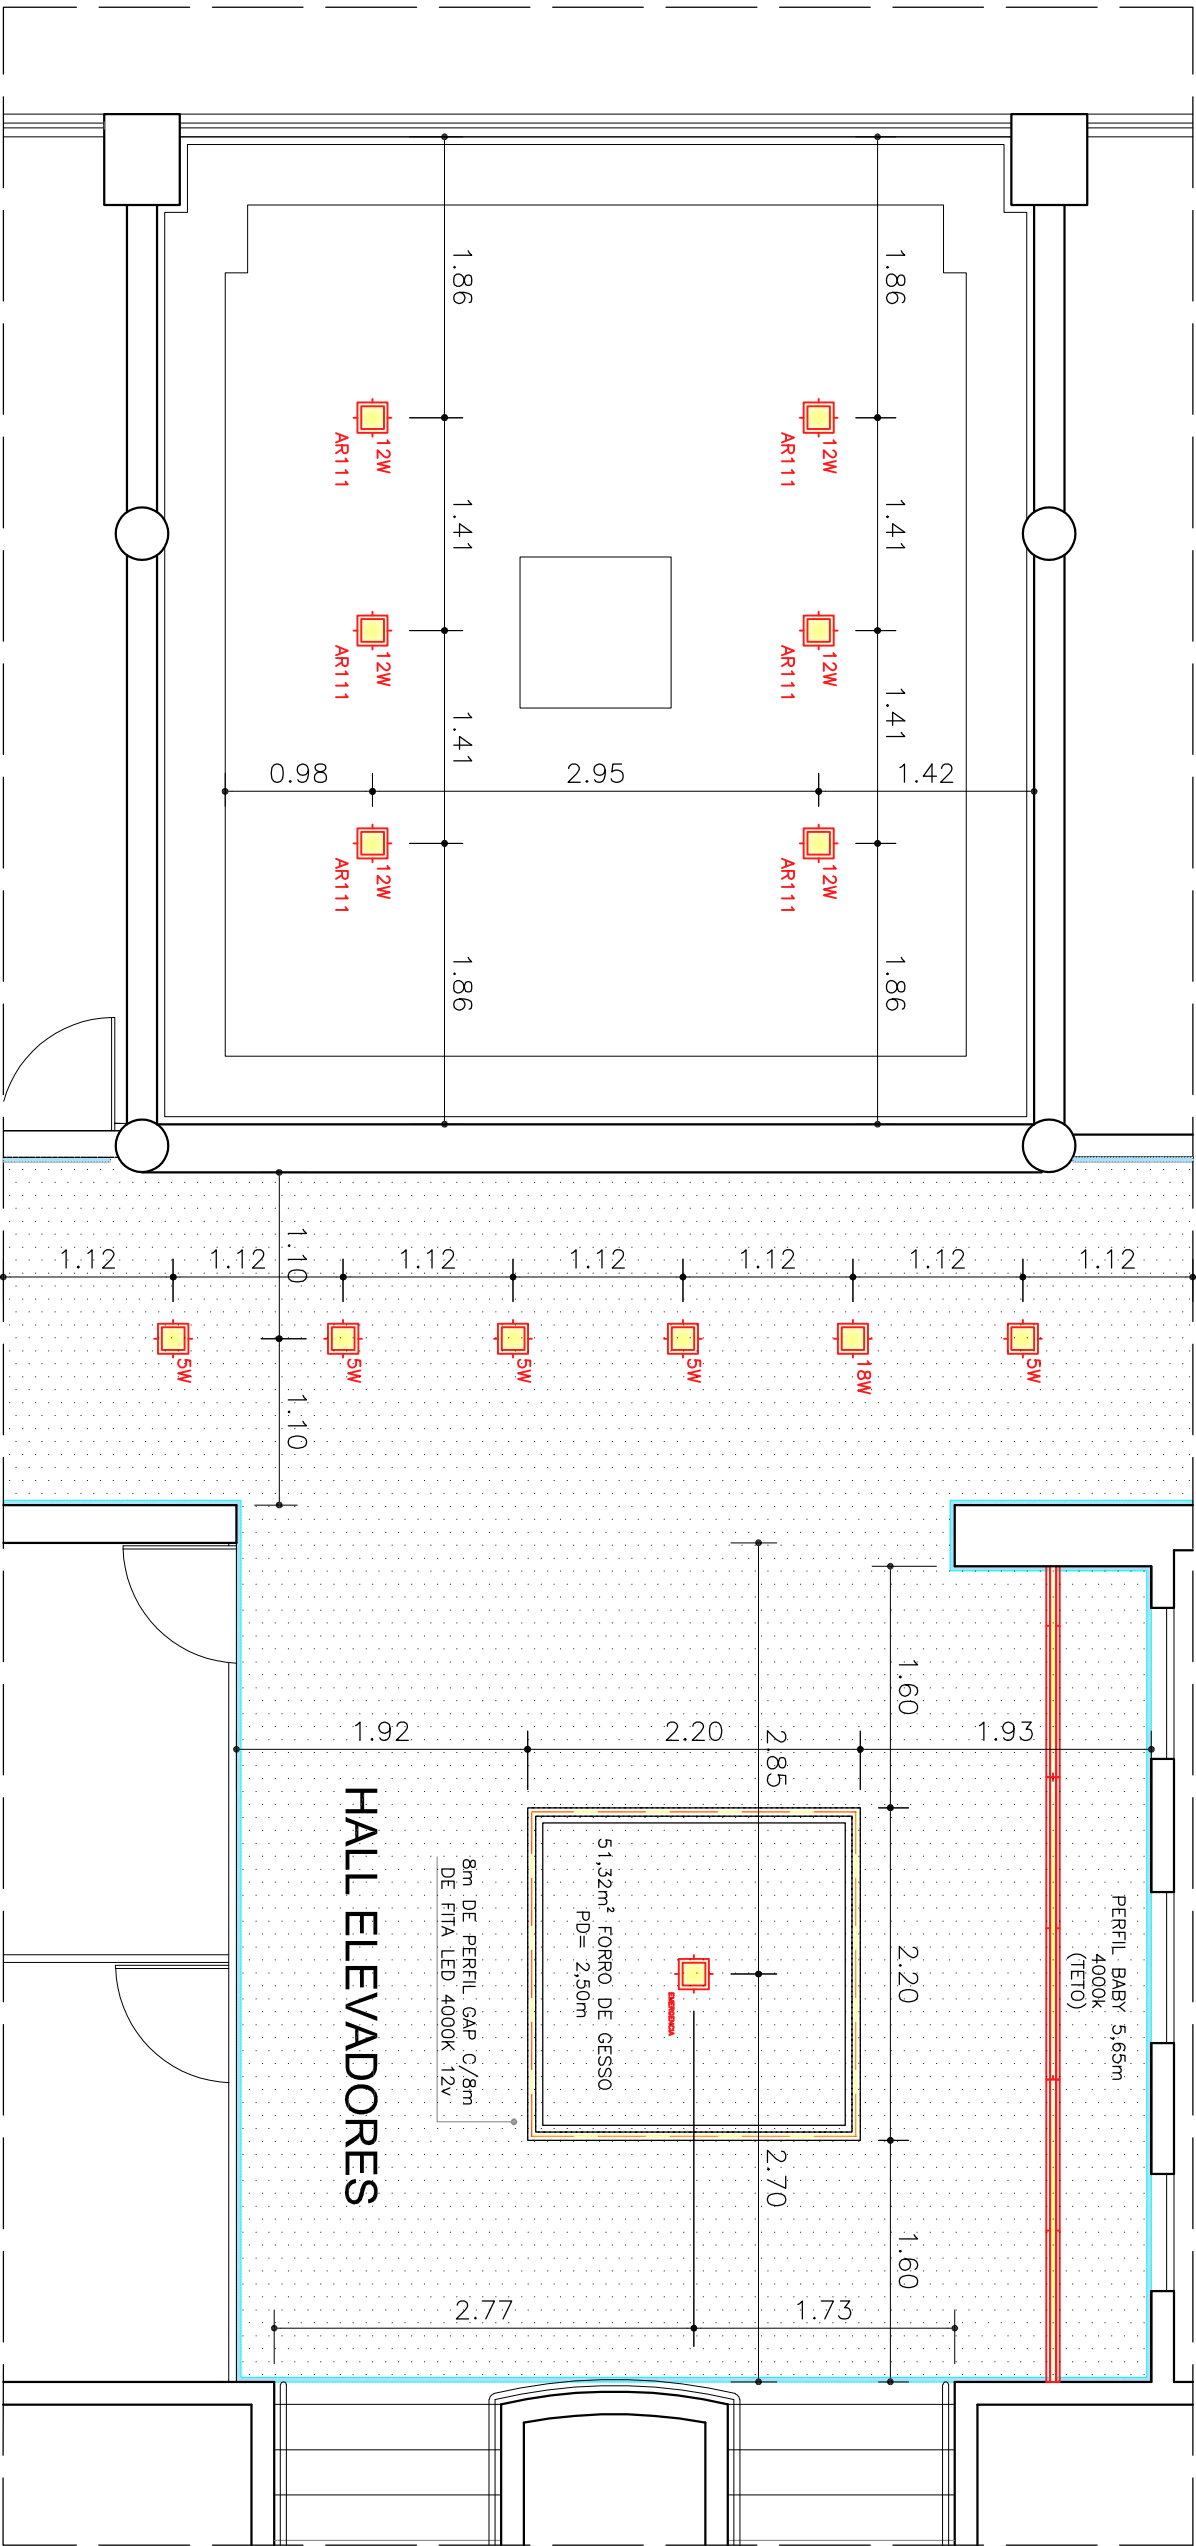 1.86
1.86
12W
AR111
12W
AR111
1.41
1.41
12W
AR111
12W
AR111
1.41
1.41
0.98
2.95
1.42
12W
AR111
12W
AR111
1.86
1.86
1.10
1.12
1.12
1.12
1.12
1.12
1.12
1.12
5W
5W
5W
5W
18W
5W
1.10
1.60
1.92
2.20
2.85
1.93
HALL ELEVADORES
8m DE PERFIL GAP C/8m
DE FITA LED 4000K 12v
51,32m² FORRO DE GESSO
PD= 2,50m
EMERGENCIA
2.20
PERFIL BABY 5,65m
4000k
(TETO)
2.70
1.60
2.77
1.73